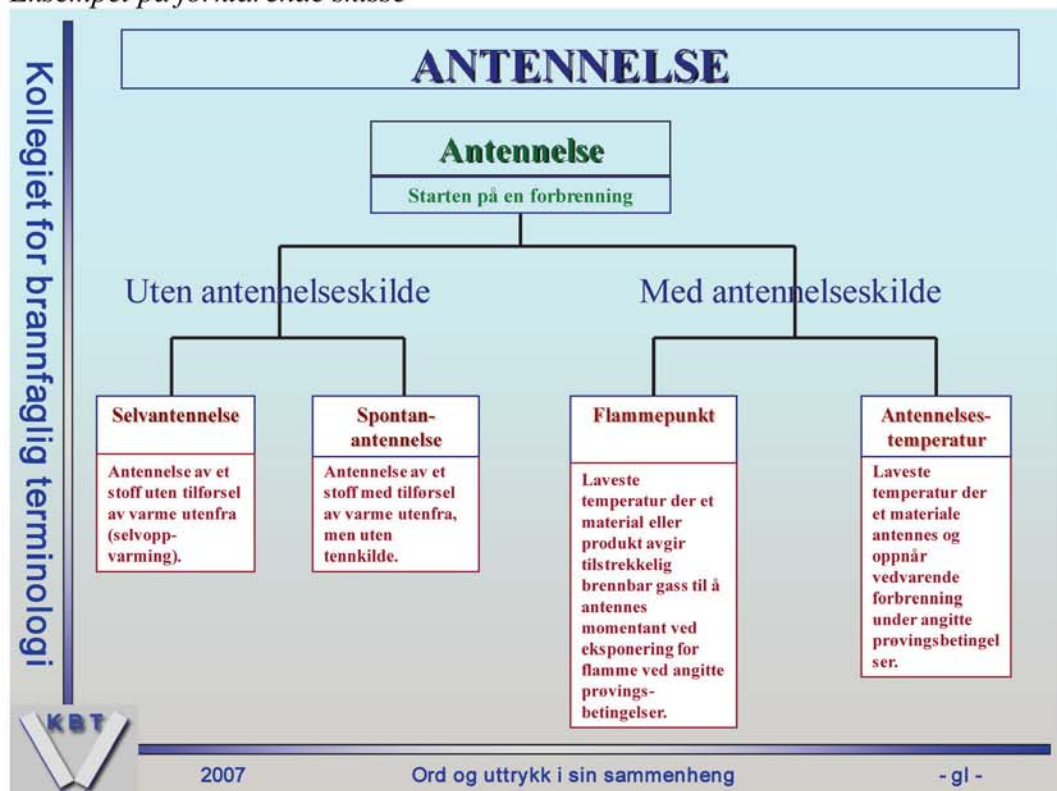 Eksempel på forklarende skisse
Kollegiet for brannfaglig terminologi
ANTENNELSE
Antennelse
Starten på en forbrenning
Uten antennelseskilde
Med antennelseskilde
Selvantennelse
Antennelse av et
stoff uten tilførsel
av varme utenfra
(selvopp-
varming).
Spontan-
antennelse
Antennelse av et
stoff med tilførsel
av varme utenfra,
men uten
tennkilde.
Flammepunkt
Laveste
temperatur der et
material eller
produkt avgir
tilstrekkelig
brennbar gass til å
antennes
momentant ved
eksponering for
flamme ved angitte
prøvings-
betingelser.
Antennelses-
temperatur
Laveste
temperatur der
et materiale
antennes og
oppnår
vedvarende
forbrenning
under angitte
prøvingsbetingel
ser.
KBT
2007
Ord og uttrykk i sin sammenheng
- gl -